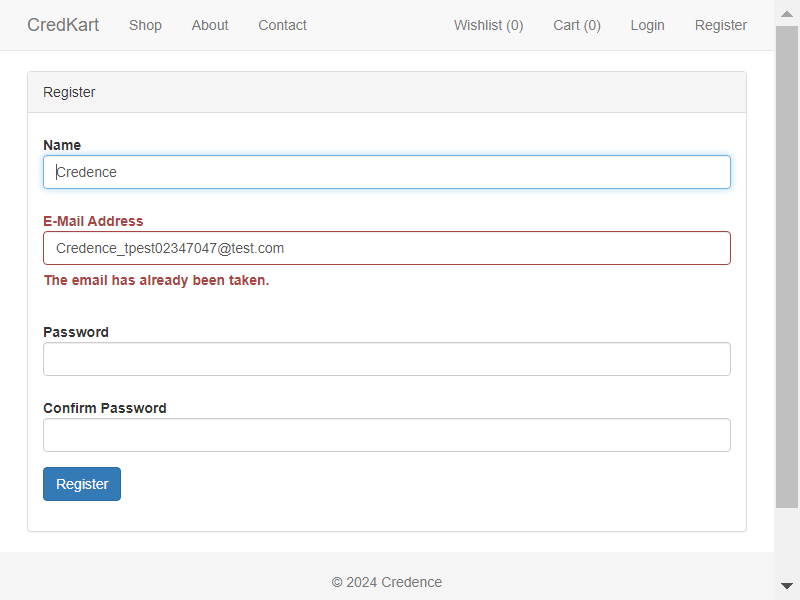 CredKart Shop About Contact Wishlist (0) Cart (0) Login Register
Register
Name
Credence
E-Mail Address
Credence_tpest02347047@test.com
The email has already been taken.
Password
Confirm Password
Register
© 2024 Credence